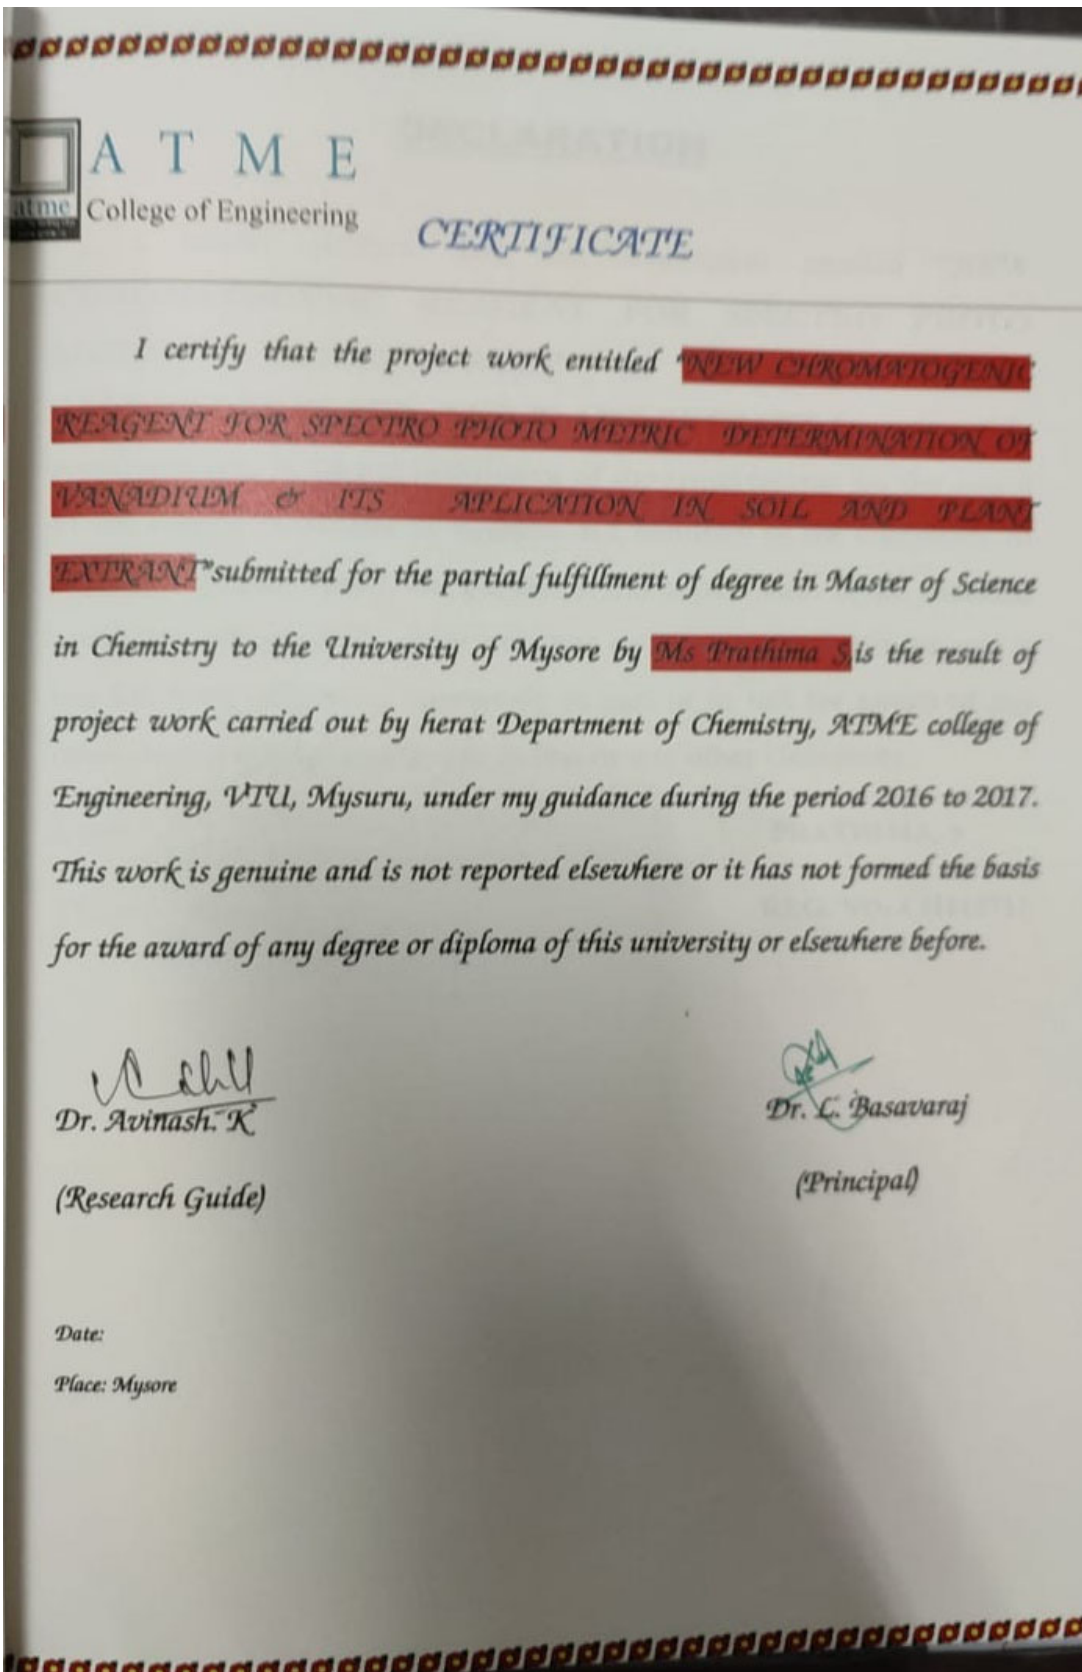 A T M E
atme College of Engineering
CERTIFICATE
I certify that the project work entitled "NEW CHROMATOGENIC
REAGENT FOR SPECTRO PHOTO METRIC DETERMINATION OF
VANADIUM & ITS APLICATION IN SOIL AND PLANT
EXTRANT"submitted for the partial fulfillment of degree in Master of Science
in Chemistry to the University of Mysore by Ms Prathima S,is the result of
project work carried out by herat Department of Chemistry, ATME college of
Engineering, VTU, Mysuru, under my guidance during the period 2016 to 2017.
This work is genuine and is not reported elsewhere or it has not formed the basis
for the award of any degree or diploma of this university or elsewhere before.
Dr. Avinash. K
Dr. C. Basavaraj
(Research Guide)
(Principal)
Date:
Place: Mysore